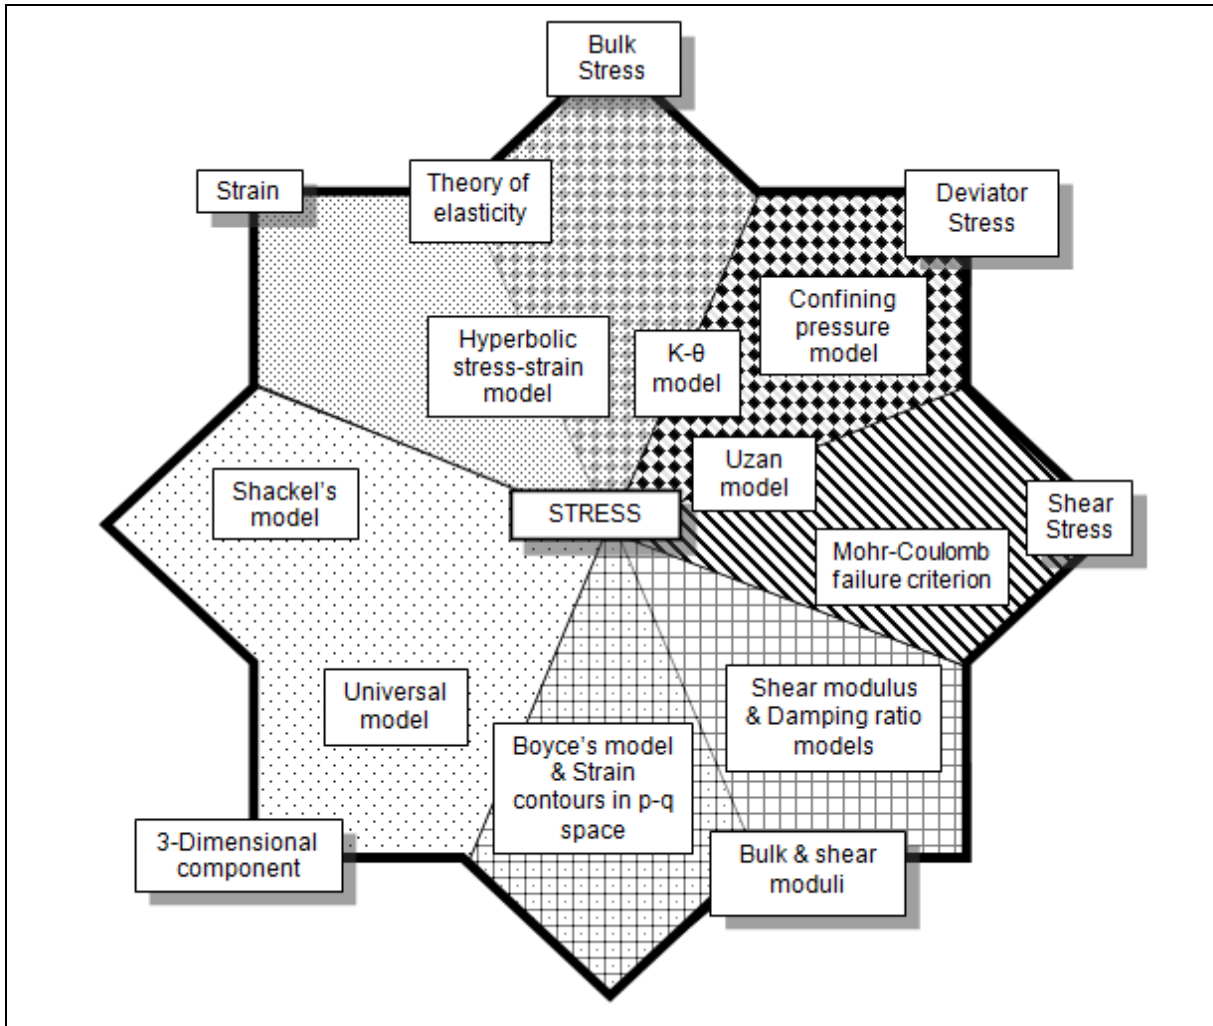 Bulk
Stress
Strain
Theory of
elasticity
Deviator
Stress
Confining
pressure
model
Hyperbolic
stress-strain
model
K-θ
model
Uzan
model
Shackel’s
model
STRESS
Shear
Stress
Mohr-Coulomb
failure criterion
Universal
model
Shear modulus
& Damping ratio
models
Boyce’s model
& Strain
contours in p-q
space
3-Dimensional
component
Bulk & shear
moduli